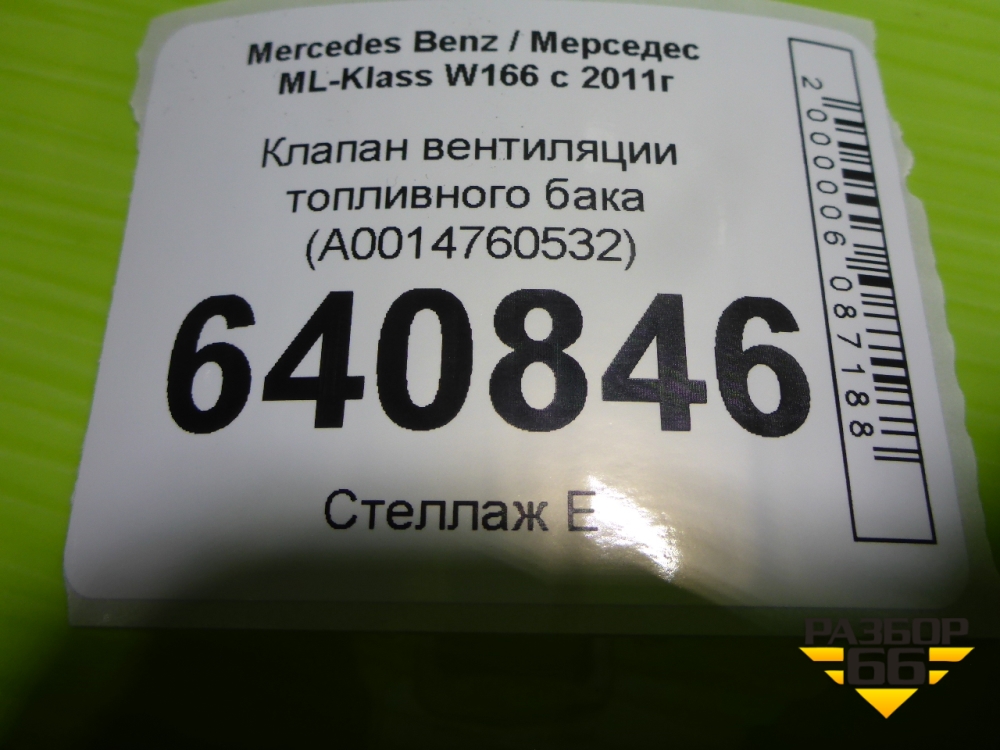 Mercedes Benz / Мерседес
ML-Klass W166 с 2011г
Клапан вентиляции
топливного бака
(A0014760532)
640846
Стеллаж Е
2000006087188
РАЗБОР
66